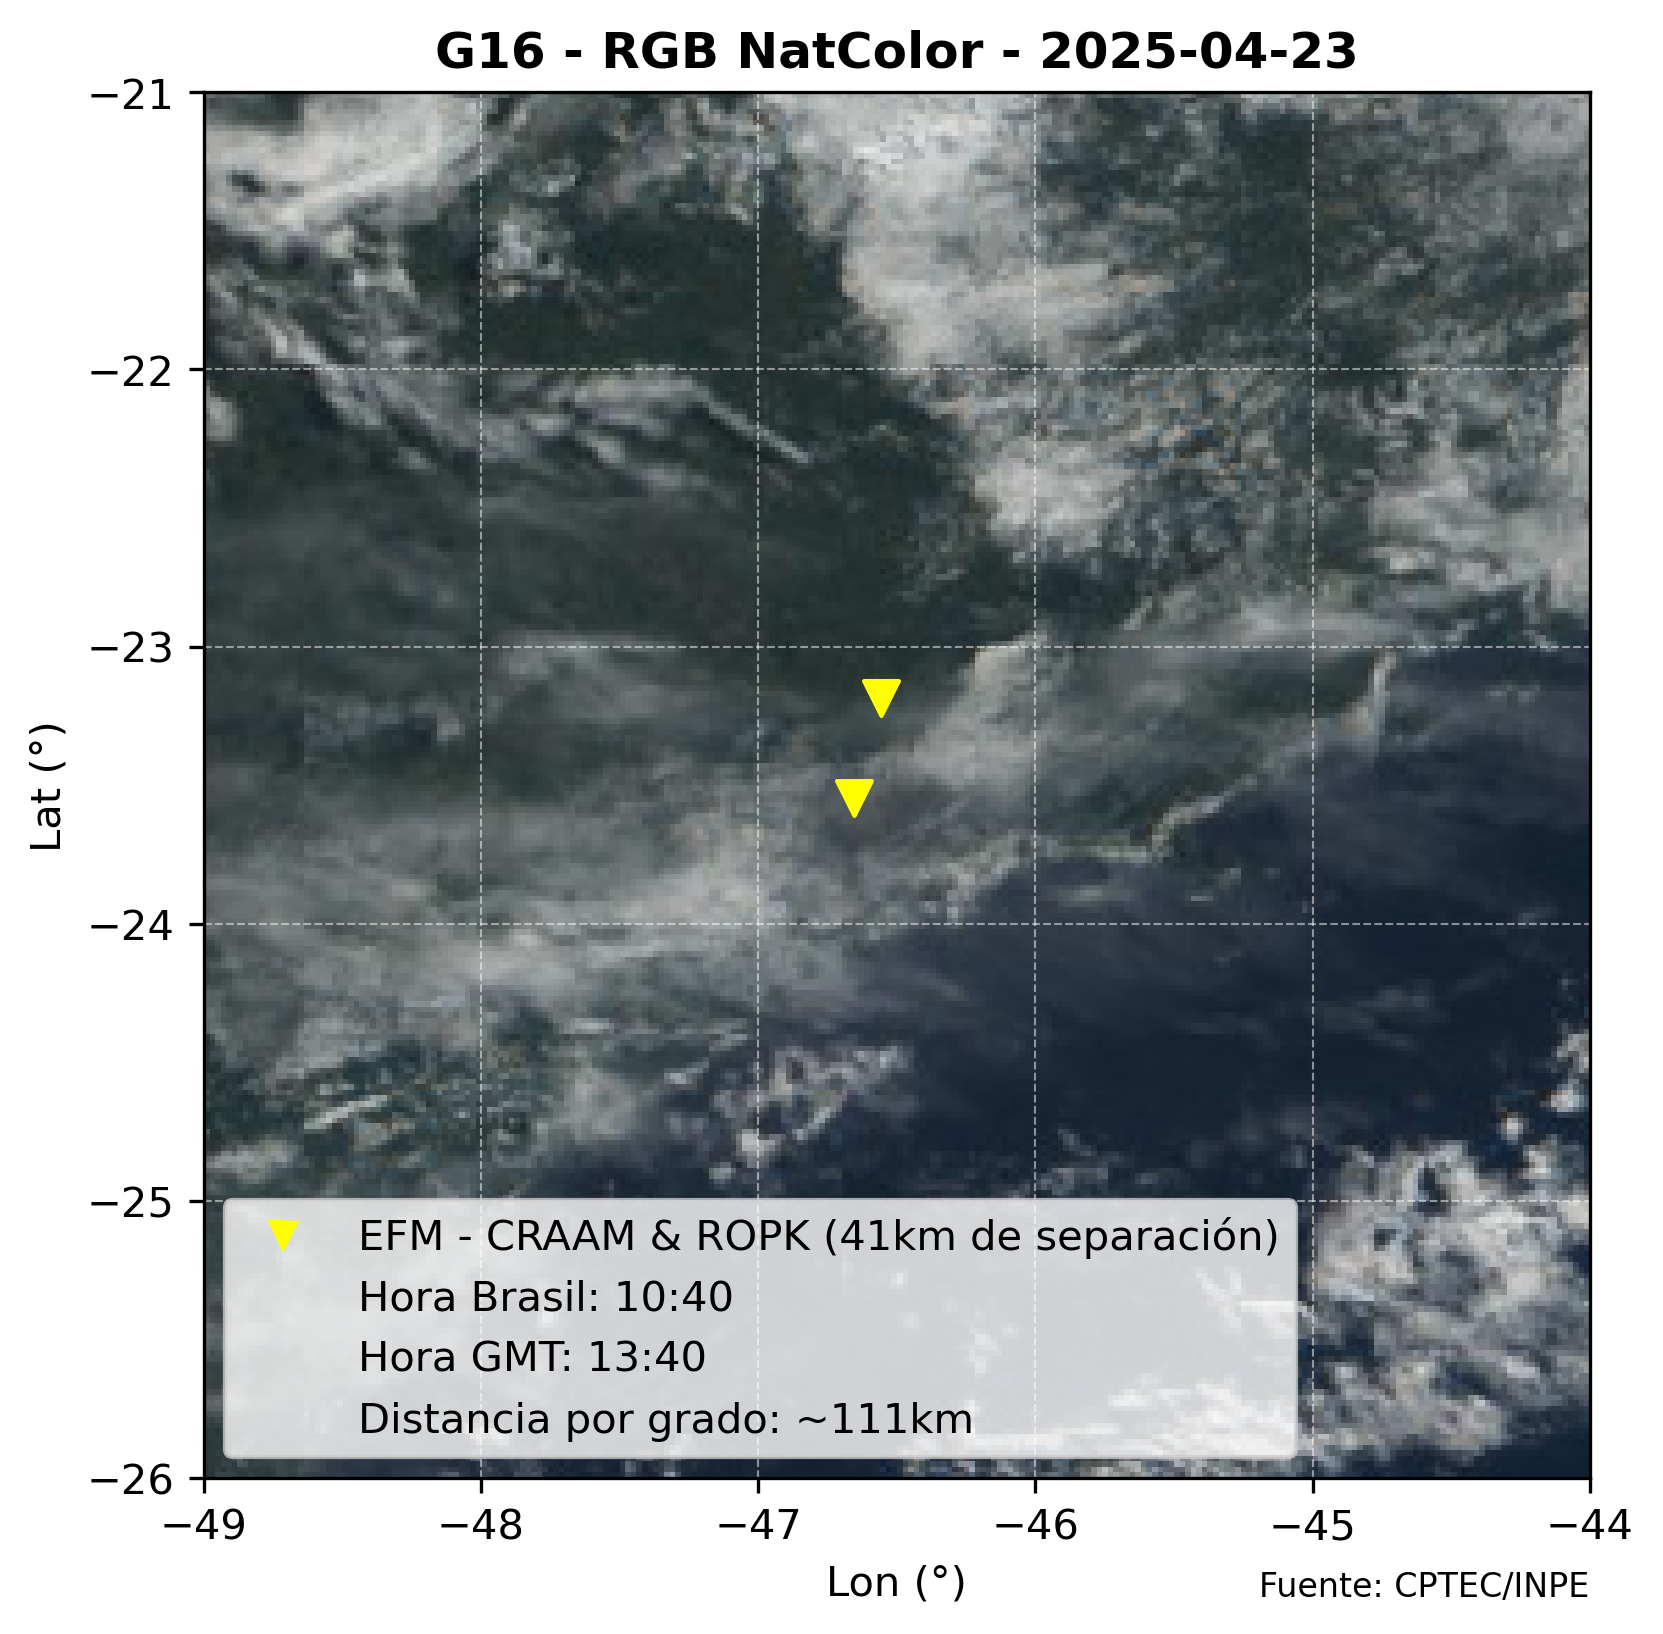 G16 - RGB NatColor - 2025-04-23
−21
−22
−23
−24
−25
−26
Lat (°)
EFM - CRAAM & ROPK (41km de separación)
Hora Brasil: 10:40
Hora GMT: 13:40
Distancia por grado: ~111km
−49 −48 −47 −46 −45 −44
Lon (°)
Fuente: CPTEC/INPE